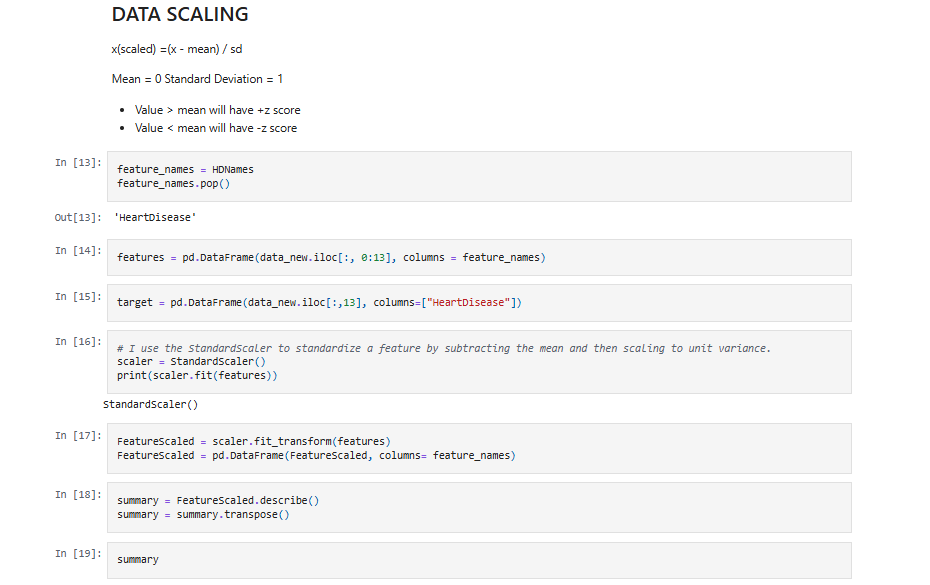 DATA SCALING
x(scaled) =(x - mean) / sd
Mean = 0 Standard Deviation = 1
• Value > mean will have +z score
• Value < mean will have -z score
In [13]:
feature_names = HDNames
feature_names.pop()
Out[13]: 'HeartDisease'
In [14]:
features = pd.DataFrame(data_new.iloc[:, 0:13], columns = feature_names)
In [15]:
target = pd.DataFrame(data_new.iloc[:,13], columns=["HeartDisease"])
In [16]:
# I use the StandardScaler to standardize a feature by subtracting the mean and then scaling to unit variance.
scaler = StandardScaler()
print(scaler.fit(features))
StandardScaler()
In [17]:
FeatureScaled = scaler.fit_transform(features)
FeatureScaled = pd.DataFrame(FeatureScaled, columns= feature_names)
In [18]:
summary = FeatureScaled.describe()
summary = summary.transpose()
In [19]:
summary